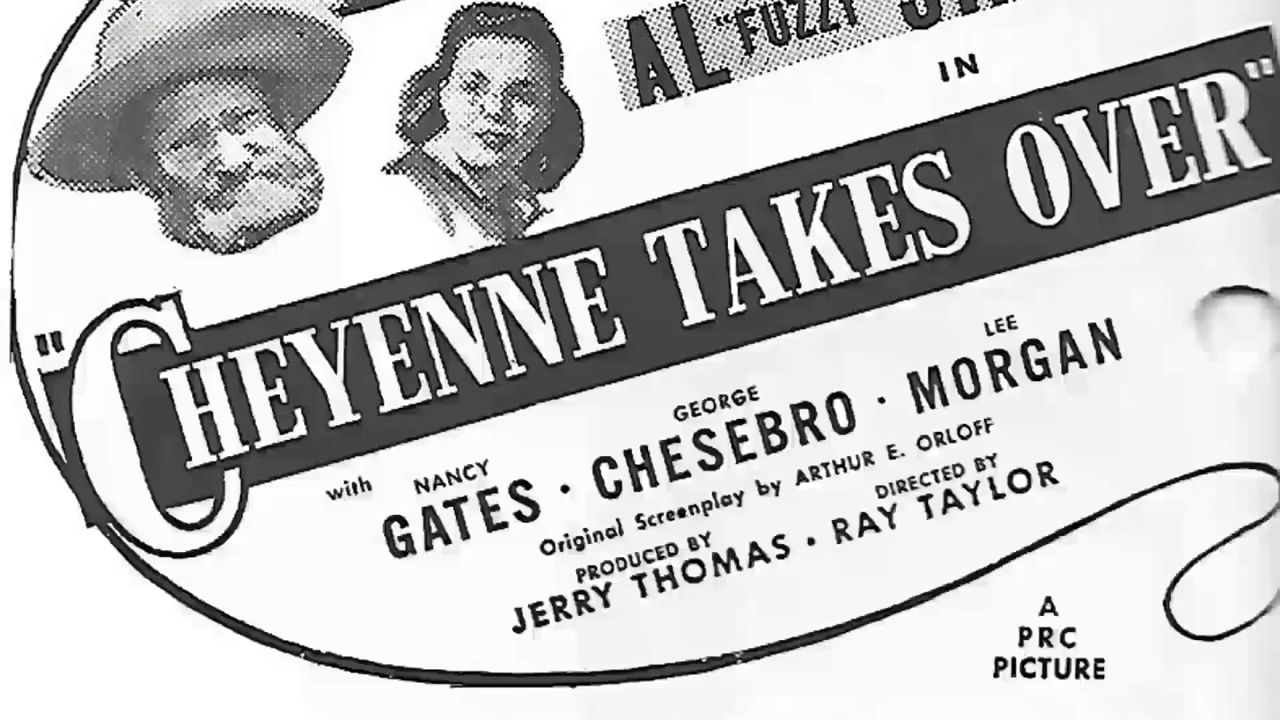 AL "FUZZY"
IN
"CHEYENNE TAKES OVER"
with NANCY GATES · GEORGE CHESEBRO · LEE MORGAN
Original Screenplay by ARTHUR E. ORLOFF
PRODUCED BY JERRY THOMAS · DIRECTED BY RAY TAYLOR
A
PRC
PICTURE